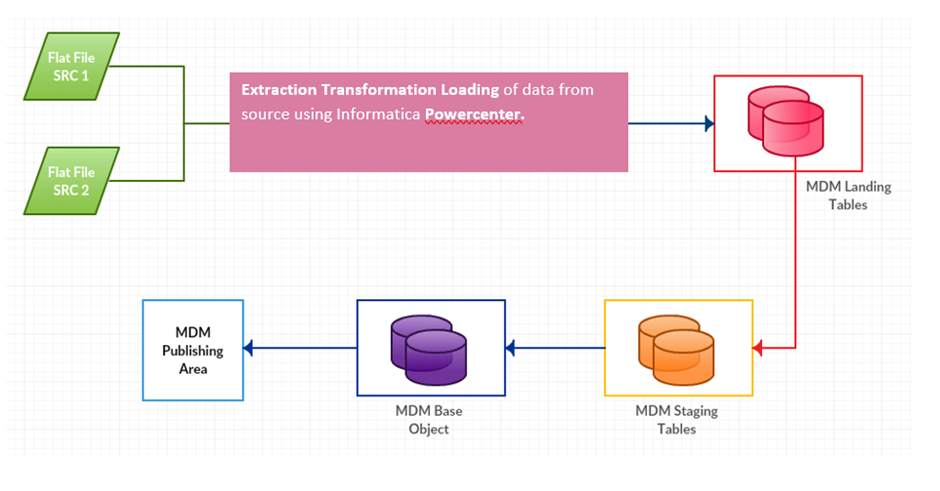 Flat File
SRC 1
Extraction Transformation Loading of data from
source using Informatica Powercenter.
Flat File
SRC 2
MDM Landing
Tables
MDM
Publishing
Area
MDM Base
Object
MDM Staging
Tables